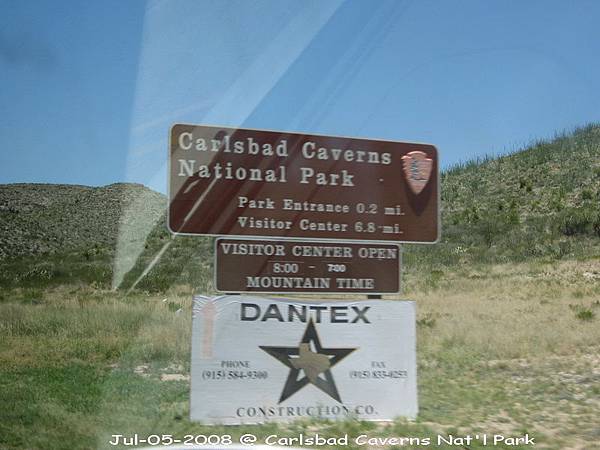 Carlsbad Caverns
National Park
Park Entrance 0.2 mi.
Visitor Center 6.8 mi.
VISITOR CENTER OPEN
8:00 - 7:00
MOUNTAIN TIME
DANTEX
PHONE FAX
(915) 584-9300 (915) 833-0253
CONSTRUCTION CO.
Jul-05-2008 @ Carlsbad Caverns Nat'l Park